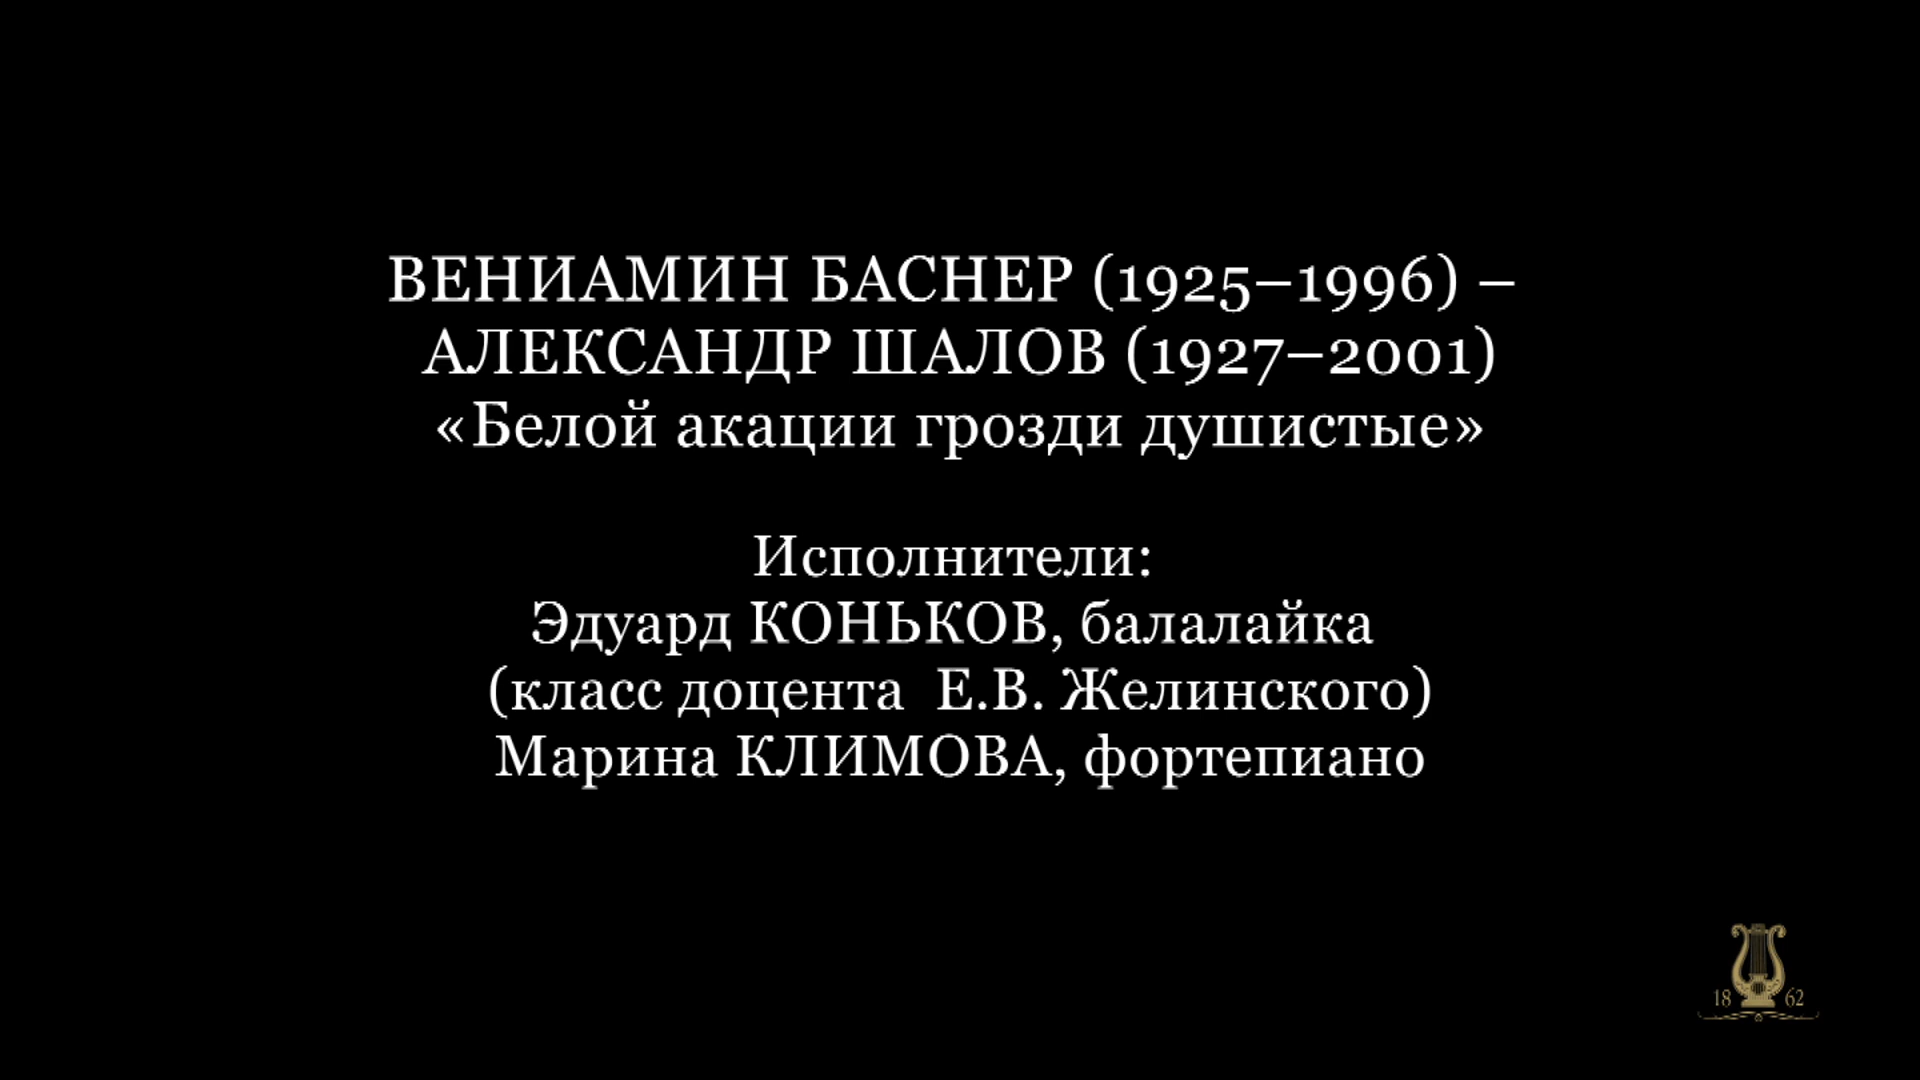 ВЕНИАМИН БАСНЕР (1925–1996) –
АЛЕКСАНДР ШАЛОВ (1927–2001)
«Белой акации грозди душистые»
Исполнители:
Эдуард КОНЬКОВ, балалайка
(класс доцента  Е.В. Желинского)
Марина КЛИМОВА, фортепиано
18 62